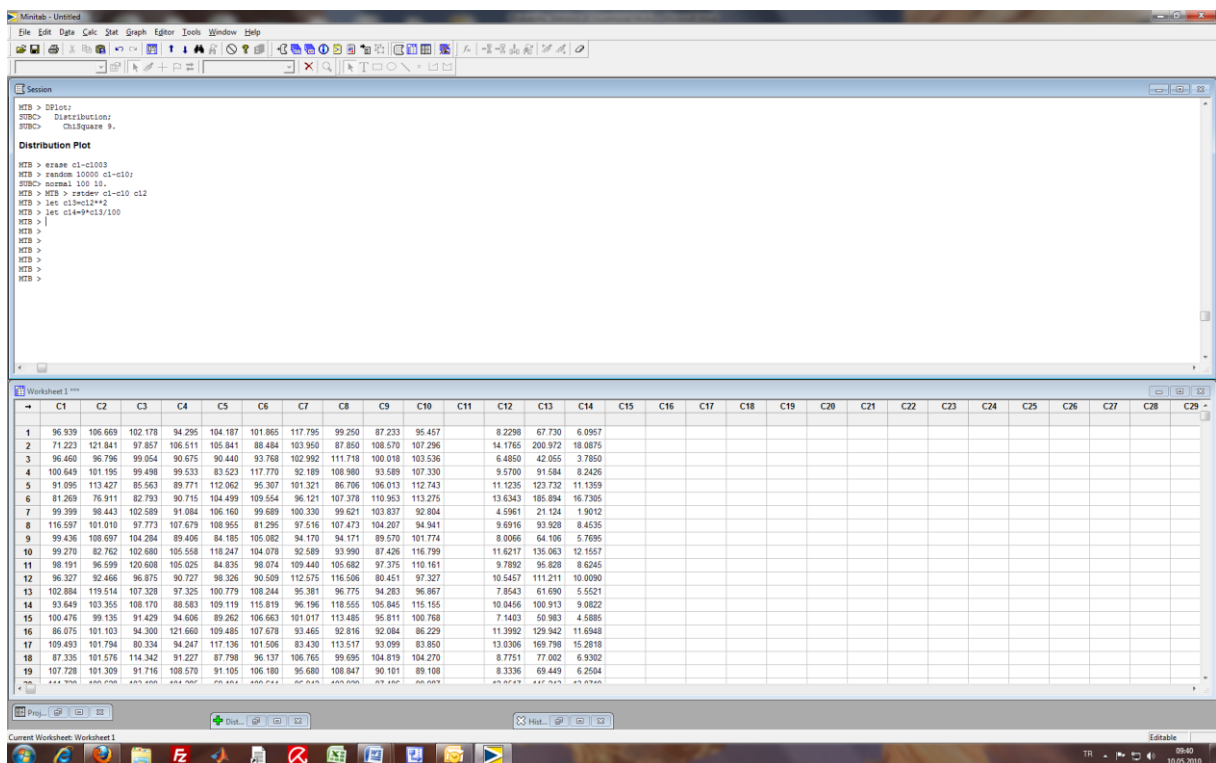 Minitab - Untitled
File Edit Data Calc Stat Graph Editor Tools Window Help
Session
MTB > DPlot;
SUBC> Distribution;
SUBC> ChiSquare 9.
Distribution Plot
MTB > erase c1-c1003
MTB > random 10000 c1-c10;
SUBC> normal 100 10.
MTB > MTB > rstdev c1-c10 c12
MTB > let c13=c12**2
MTB > let c14=9*c13/100
MTB >
MTB >
MTB >
MTB >
MTB >
MTB >
MTB >
Worksheet 1 ***
C1 C2 C3 C4 C5 C6 C7 C8 C9 C10 C11 C12 C13 C14 C15 C16 C17 C18 C19 C20 C21 C22 C23 C24 C25 C26 C27 C28 C29
1 96.939 106.669 102.178 94.295 104.187 101.865 117.795 99.250 87.233 95.457 8.2298 67.730 6.0957
2 71.223 121.841 97.857 106.511 105.841 88.484 103.950 87.850 108.570 107.296 14.1765 200.972 18.0875
3 96.460 96.796 99.054 90.675 90.440 93.768 102.992 111.718 100.018 103.536 6.4850 42.055 3.7850
4 100.649 101.195 99.498 99.533 83.523 117.770 92.189 108.980 93.589 107.330 9.5700 91.584 8.2426
5 91.095 113.427 85.563 89.771 112.062 95.307 101.321 86.706 106.013 112.743 11.1235 123.732 11.1359
6 81.269 76.911 82.793 90.715 104.499 109.554 96.121 107.378 110.953 113.275 13.6343 185.894 16.7305
7 99.399 98.443 102.589 91.084 106.160 99.689 100.330 99.621 103.837 92.804 4.5961 21.124 1.9012
8 116.597 101.010 97.773 107.679 108.955 81.295 97.516 107.473 104.207 94.941 9.6916 93.928 8.4535
9 99.436 108.697 104.284 89.406 84.185 105.082 94.170 94.171 89.570 101.774 8.0066 64.106 5.7695
10 99.270 82.762 102.680 105.558 118.247 104.078 92.589 93.990 87.426 116.799 11.6217 135.063 12.1557
11 98.191 96.599 120.608 105.025 84.835 98.074 109.440 105.682 97.375 110.161 9.7892 95.828 8.6245
12 96.327 92.466 96.875 90.727 98.326 90.509 112.575 116.506 80.451 97.327 10.5457 111.211 10.0090
13 102.884 119.514 107.328 97.325 100.779 108.244 95.381 96.775 94.283 96.867 7.8543 61.690 5.5521
14 93.649 103.355 108.170 88.583 109.119 115.819 96.196 118.555 105.845 115.155 10.0456 100.913 9.0822
15 100.476 99.135 91.429 94.606 89.262 106.663 101.017 113.485 95.811 100.768 7.1403 50.983 4.5885
16 86.075 101.103 94.300 121.660 109.485 107.678 93.465 92.816 92.084 86.229 11.3992 129.942 11.6948
17 109.493 101.794 80.334 94.247 117.136 101.506 83.430 113.517 93.099 83.850 13.0306 169.798 15.2818
18 87.335 101.576 114.342 91.227 87.798 96.137 106.765 99.695 104.819 104.270 8.7751 77.002 6.9302
19 107.728 101.309 91.716 108.570 91.105 106.180 95.680 108.847 90.101 89.108 8.3336 69.449 6.2504
Proj... Dist... Hist...
Current Worksheet: Worksheet 1 Editable
TR 09:40
10.05.2010